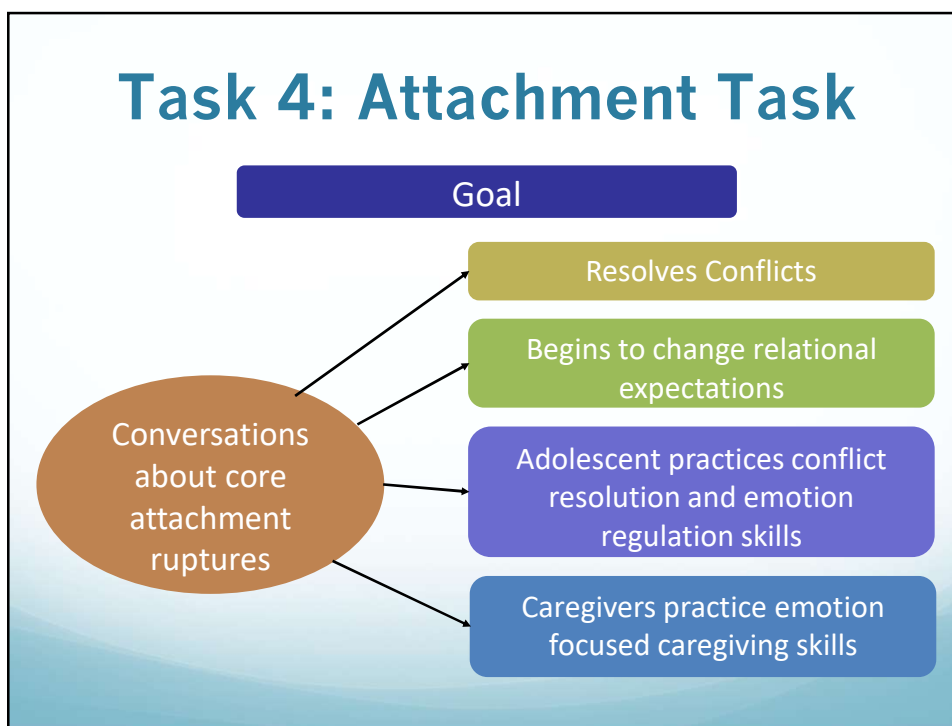 Task 4: Attachment Task
Goal
Conversations
about core
attachment
ruptures
Resolves Conflicts
Begins to change relational
expectations
Adolescent practices conflict
resolution and emotion
regulation skills
Caregivers practice emotion
focused caregiving skills